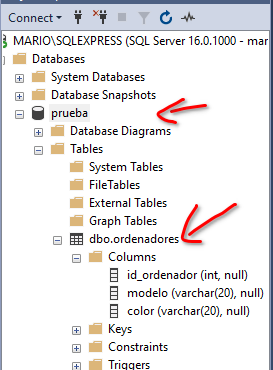 Connect
MARIO\SQLEXPRESS (SQL Server 16.0.1000 - mar
Databases
System Databases
Database Snapshots
prueba
Database Diagrams
Tables
System Tables
FileTables
External Tables
Graph Tables
dbo.ordenadores
Columns
id_ordenador (int, null)
modelo (varchar(20), null)
color (varchar(20), null)
Keys
Constraints
Triggers